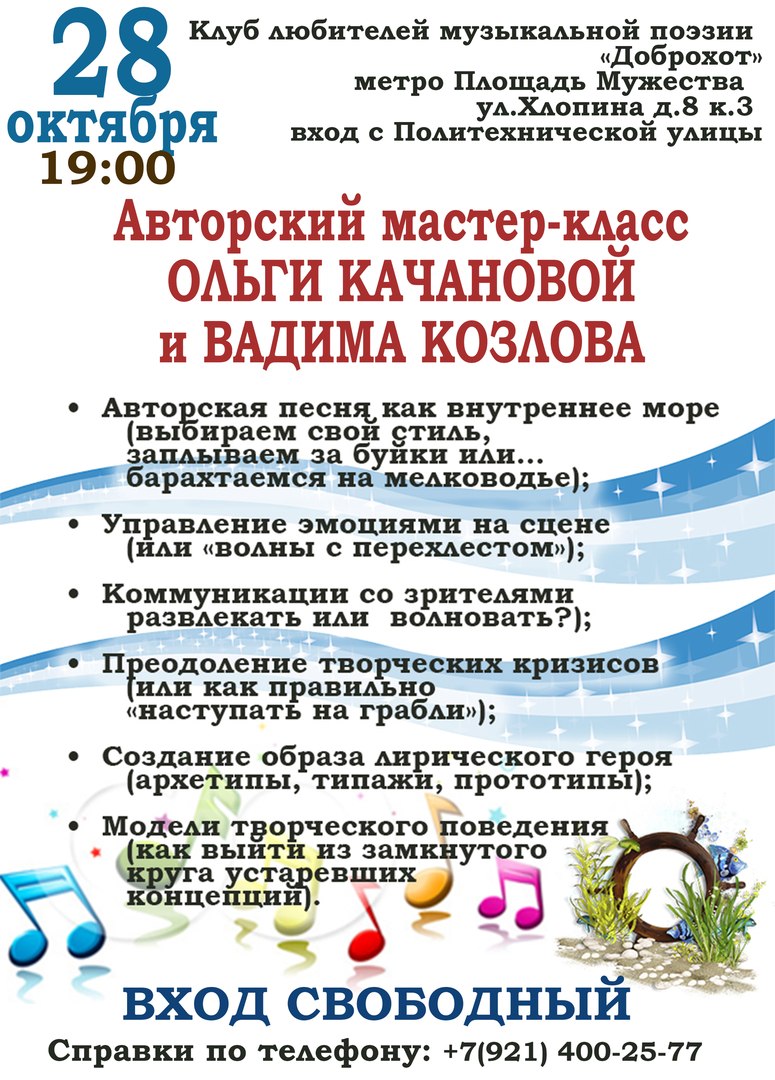 28
октября
19:00
Клуб любителей музыкальной поэзии
«Доброхот»
метро Площадь Мужества
ул.Хлопина д.8 к.3
вход с Политехнической улицы
Авторский мастер-класс
ОЛЬГИ КАЧАНОВОЙ
и ВАДИМА КОЗЛОВА
• Авторская песня как внутреннее море
(выбираем свой стиль,
заплываем за буйки или...
барахтаемся на мелководье);
• Управление эмоциями на сцене
(или «волны с перехлестом»);
• Коммуникации со зрителями
развлекать или волновать?);
• Преодоление творческих кризисов
(или как правильно
«наступать на грабли»);
• Создание образа лирического героя
(архетипы, типажи, прототипы);
• Модели творческого поведения
(как выйти из замкнутого
круга устаревших
концепций).
ВХОД СВОБОДНЫЙ
Справки по телефону: +7(921) 400-25-77